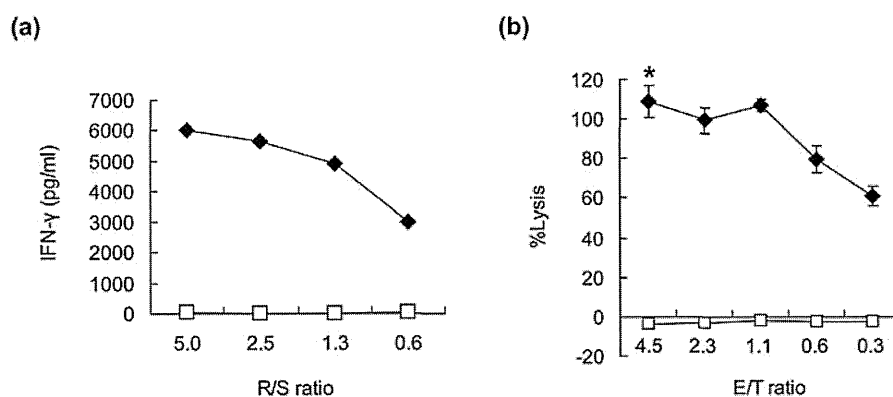 (a)
7000
6000
5000
4000
3000
2000
1000
0
IFN-γ (pg/ml)
5.0 2.5 1.3 0.6
R/S ratio
(b)
*
120
100
80
60
40
20
0
-20
%Lysis
4.5 2.3 1.1 0.6 0.3
E/T ratio